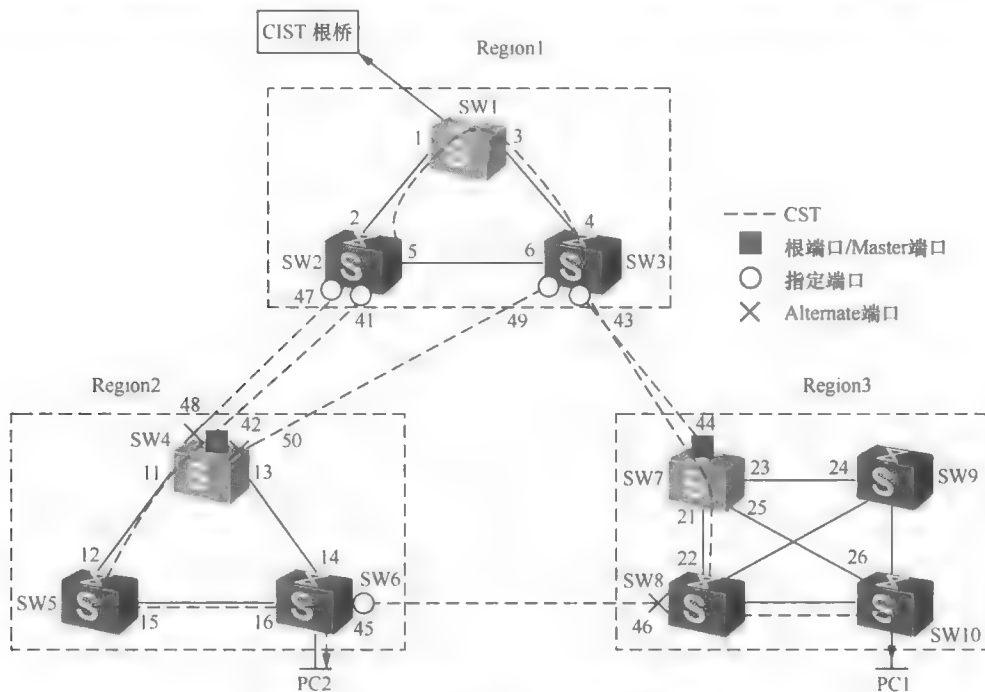 CIST 根桥
Region1
SW1
1
3
2
4
SW2
5
6
SW3
47
41
49
43
CST
根端口/Master端口
指定端口
Alternate端口
Region2
Region3
48
42
50
SW4
11
13
44
SW7
23
24
SW9
21
25
12
14
SW5
15
16
SW6
45
22
26
SW8
46
SW10
PC2
PC1